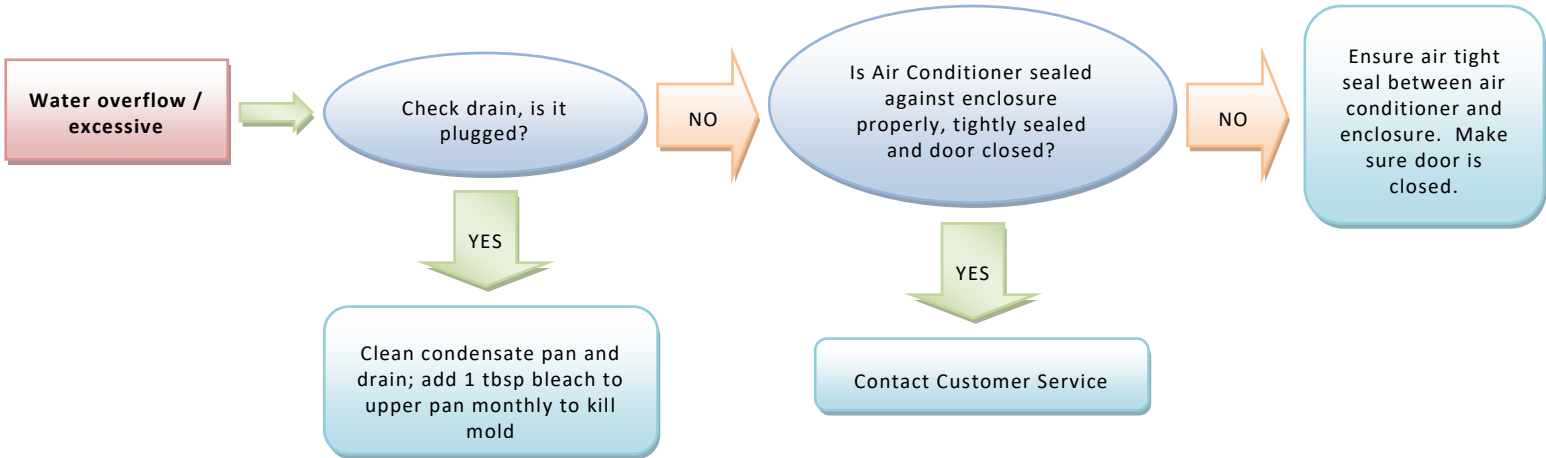 Water overflow /
excessive
Check drain, is it
plugged?
NO
Is Air Conditioner sealed
against enclosure
properly, tightly sealed
and door closed?
NO
Ensure air tight
seal between air
conditioner and
enclosure.  Make
sure door is
closed.
YES
Clean condensate pan and
drain; add 1 tbsp bleach to
upper pan monthly to kill
mold
YES
Contact Customer Service